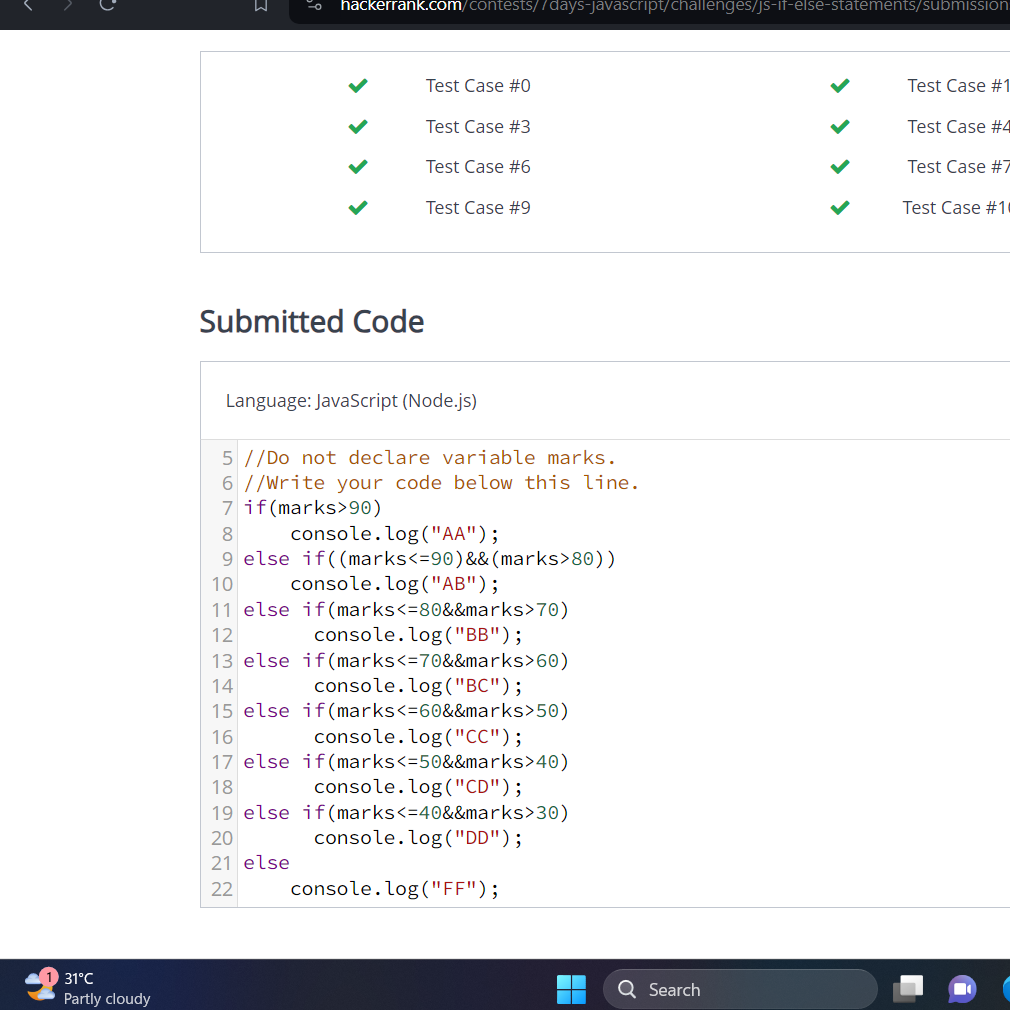 hackerrank.com/contests/7days-javascript/challenges/js-if-else-statements/submission
Test Case #0
Test Case #1
Test Case #3
Test Case #4
Test Case #6
Test Case #7
Test Case #9
Test Case #10
Submitted Code
Language: JavaScript (Node.js)
5 //Do not declare variable marks.
6 //Write your code below this line.
7 if(marks>90)
8     console.log("AA");
9 else if((marks<=90)&&(marks>80))
10     console.log("AB");
11 else if(marks<=80&&marks>70)
12       console.log("BB");
13 else if(marks<=70&&marks>60)
14       console.log("BC");
15 else if(marks<=60&&marks>50)
16       console.log("CC");
17 else if(marks<=50&&marks>40)
18       console.log("CD");
19 else if(marks<=40&&marks>30)
20       console.log("DD");
21 else
22     console.log("FF");
1
31°C
Partly cloudy
Search